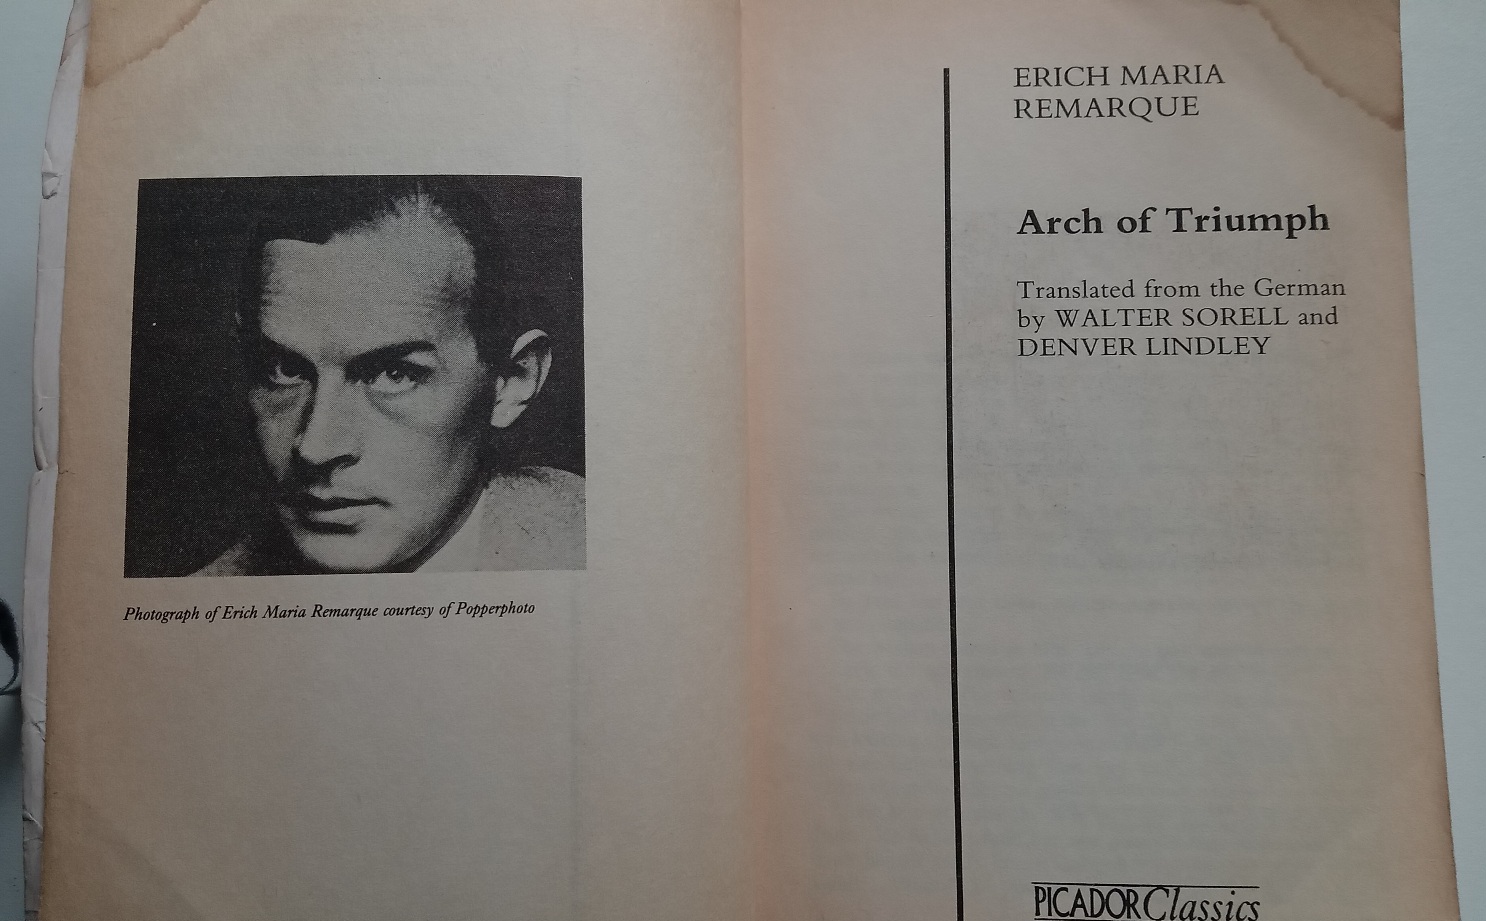 Photograph of Erich Maria Remarque courtesy of Popperphoto
ERICH MARIA
REMARQUE
Arch of Triumph
Translated from the German
by WALTER SORELL and
DENVER LINDLEY
PICADOR Classics